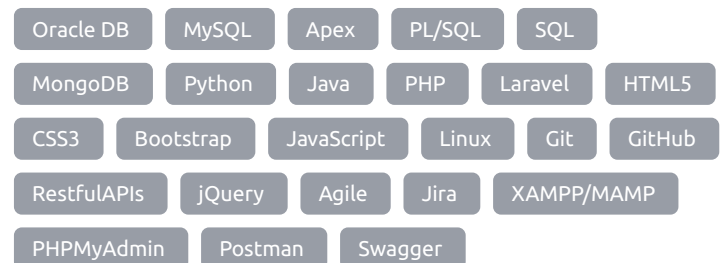 Oracle DB MySQL Apex PL/SQL SQL
MongoDB Python Java PHP Laravel HTML5
CSS3 Bootstrap JavaScript Linux Git GitHub
RestfulAPIs jQuery Agile Jira XAMPP/MAMP
PHPMyAdmin Postman Swagger